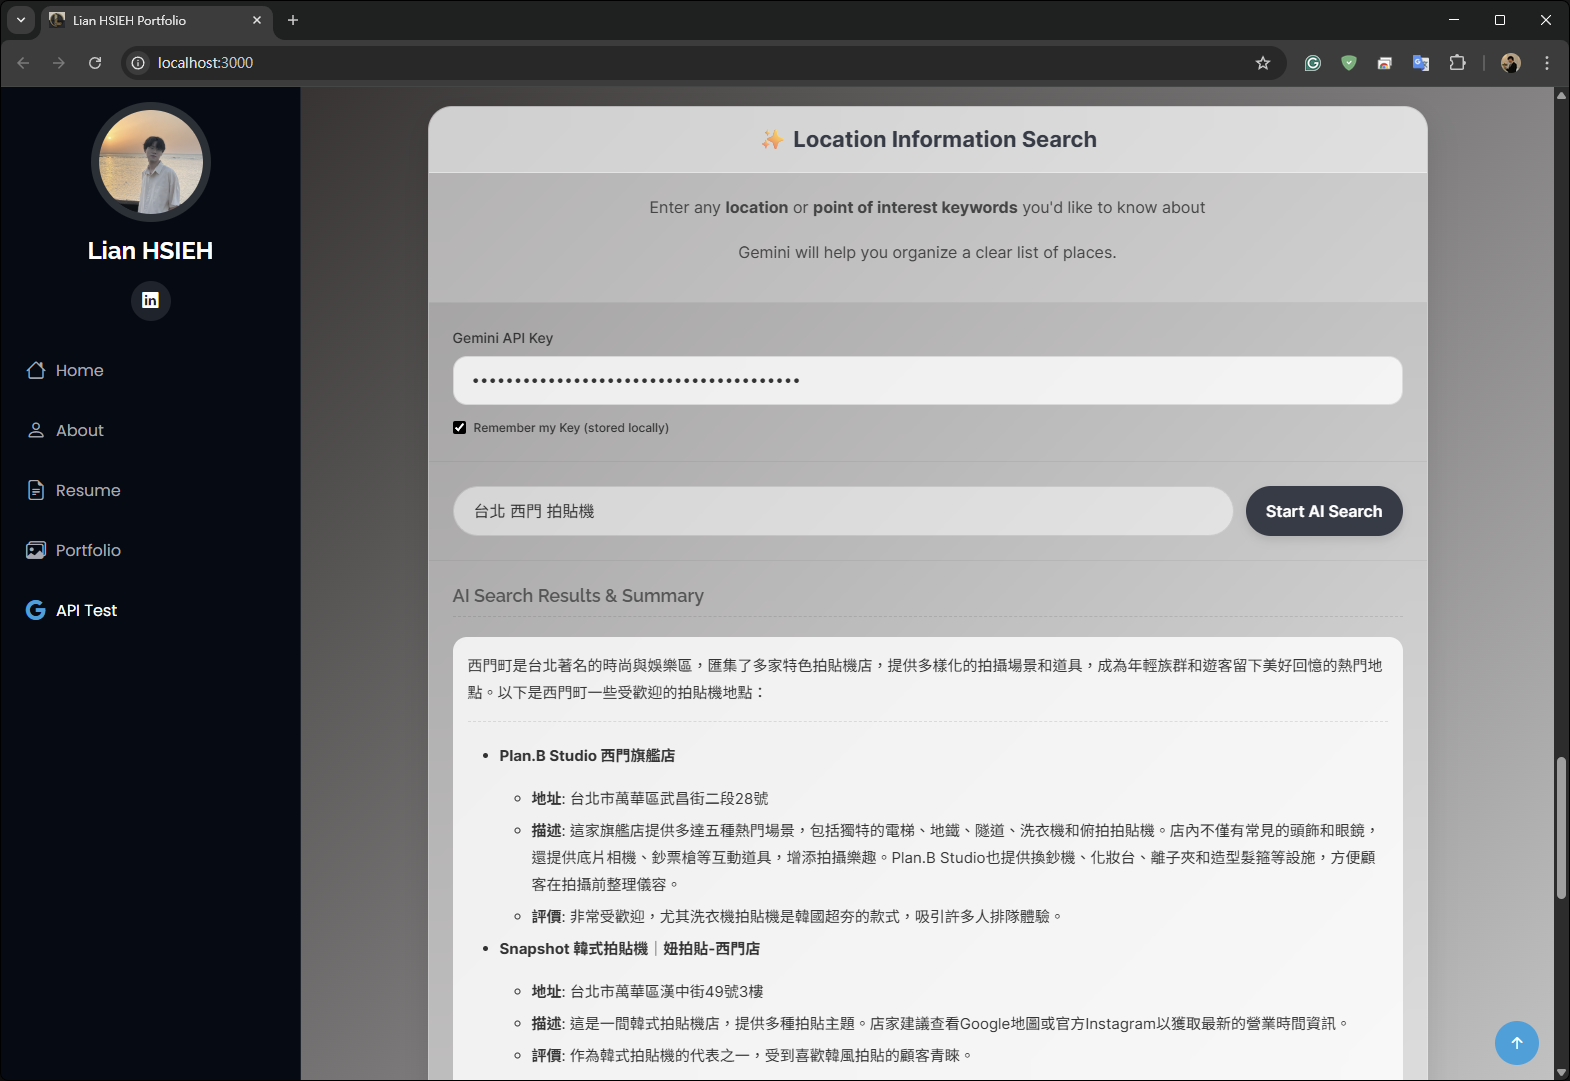 Lian HSIEH Portfolio
localhost:3000
Lian HSIEH
Home
About
Resume
Portfolio
API Test
✨ Location Information Search
Enter any location or point of interest keywords you'd like to know about
Gemini will help you organize a clear list of places.
Gemini API Key
•••••••••••••••••••••••••••••••••••••••
Remember my Key (stored locally)
台北 西門 拍貼機
Start AI Search
AI Search Results & Summary
西門町是台北著名的時尚與娛樂區，匯集了多家特色拍貼機店，提供多樣化的拍攝場景和道具，成為年輕族群和遊客留下美好回憶的熱門地
點。以下是西門町一些受歡迎的拍貼機地點：
• Plan.B Studio 西門旗艦店
◦ 地址: 台北市萬華區武昌街二段28號
◦ 描述: 這家旗艦店提供多達五種熱門場景，包括獨特的電梯、地鐵、隧道、洗衣機和俯拍拍貼機。店內不僅有常見的頭飾和眼鏡，
還提供底片相機、鈔票槍等互動道具，增添拍攝樂趣。Plan.B Studio也提供換鈔機、化妝台、離子夾和造型髮箍等設施，方便顧
客在拍攝前整理儀容。
◦ 評價: 非常受歡迎，尤其洗衣機拍貼機是韓國超夯的款式，吸引許多人排隊體驗。
• Snapshot 韓式拍貼機｜妞拍貼-西門店
◦ 地址: 台北市萬華區漢中街49號3樓
◦ 描述: 這是一間韓式拍貼機店，提供多種拍貼主題。店家建議查看Google地圖或官方Instagram以獲取最新的營業時間資訊。
◦ 評價: 作為韓式拍貼機的代表之一，受到喜歡韓風拍貼的顧客青睞。